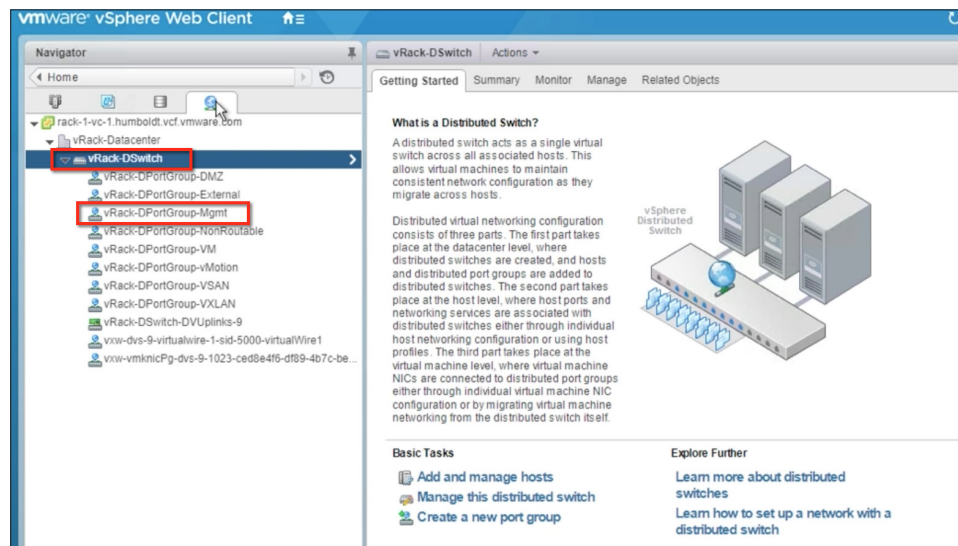 vmware® vSphere Web Client
Navigator
Home
rack-1-vc-1.humboldt.vcf.vmware.com
vRack-Datacenter
vRack-DSwitch
vRack-DPortGroup-DMZ
vRack-DPortGroup-External
vRack-DPortGroup-Mgmt
vRack-DPortGroup-NonRoutable
vRack-DPortGroup-VM
vRack-DPortGroup-vMotion
vRack-DPortGroup-VSAN
vRack-DPortGroup-VXLAN
vRack-DSwitch-DVUplinks-9
vxw-dvs-9-virtualwire-1-sid-5000-virtualWire1
vxw-vmknicPg-dvs-9-1023-ced8e4f6-df89-4b7c-be...
vRack-DSwitch Actions
Getting Started Summary Monitor Manage Related Objects
What is a Distributed Switch?
A distributed switch acts as a single virtual
switch across all associated hosts. This
allows virtual machines to maintain
consistent network configuration as they
migrate across hosts.
Distributed virtual networking configuration
consists of three parts. The first part takes
place at the datacenter level, where
distributed switches are created, and hosts
and distributed port groups are added to
distributed switches. The second part takes
place at the host level, where host ports and
networking services are associated with
distributed switches either through individual
host networking configuration or using host
profiles. The third part takes place at the
virtual machine level, where virtual machine
NICs are connected to distributed port groups
either through individual virtual machine NIC
configuration or by migrating virtual machine
networking from the distributed switch itself.
vSphere
Distributed
Switch
Basic Tasks
Add and manage hosts
Manage this distributed switch
Create a new port group
Explore Further
Learn more about distributed
switches
Learn how to set up a network with a
distributed switch